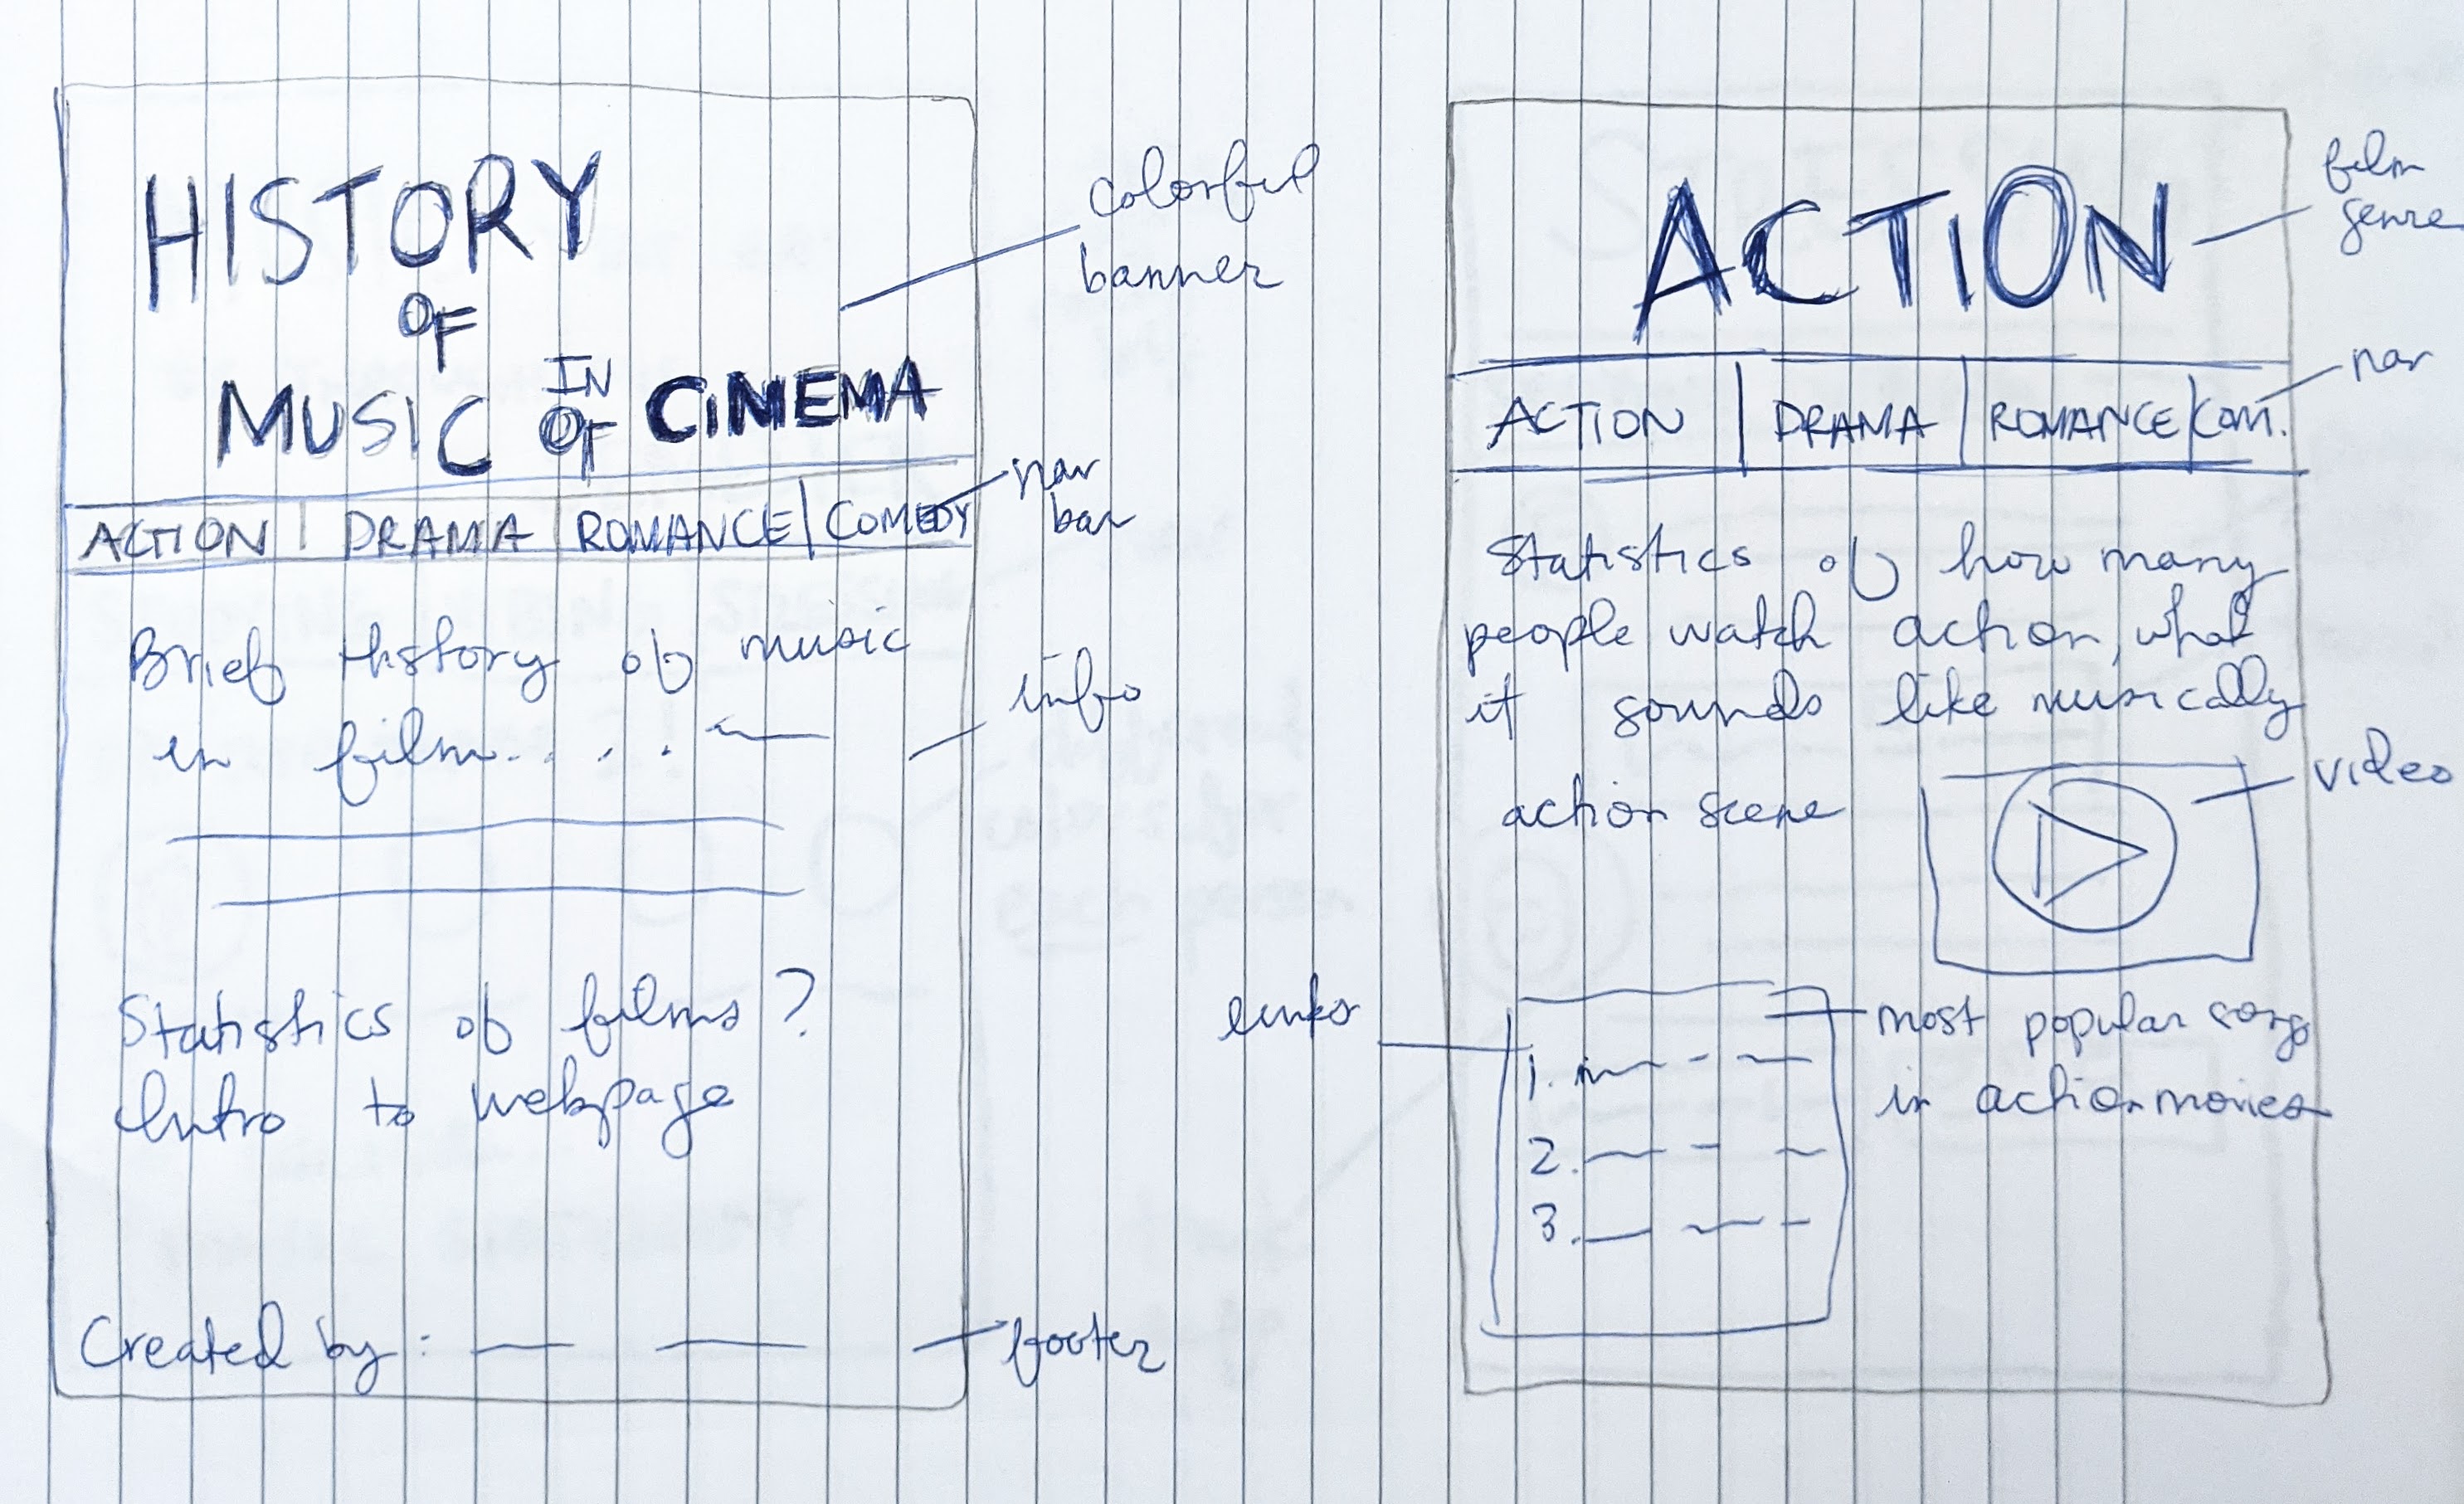 HISTORY
OF
MUSIC IN OF CINEMA
colorful
banner
ACTION | DRAMA | ROMANCE | COMEDY
nav
bar
Brief History of music
in film. . . .
info
Statistics of films?
Intro to webpage
Created by:
footer
ACTION
film
genre
ACTION | DRAMA | ROMANCE | COM.
nav
Statistics of how many
people watch action, what
it sounds like musically
action scene
video
links
most popular songs
in action movies
1.
2.
3.